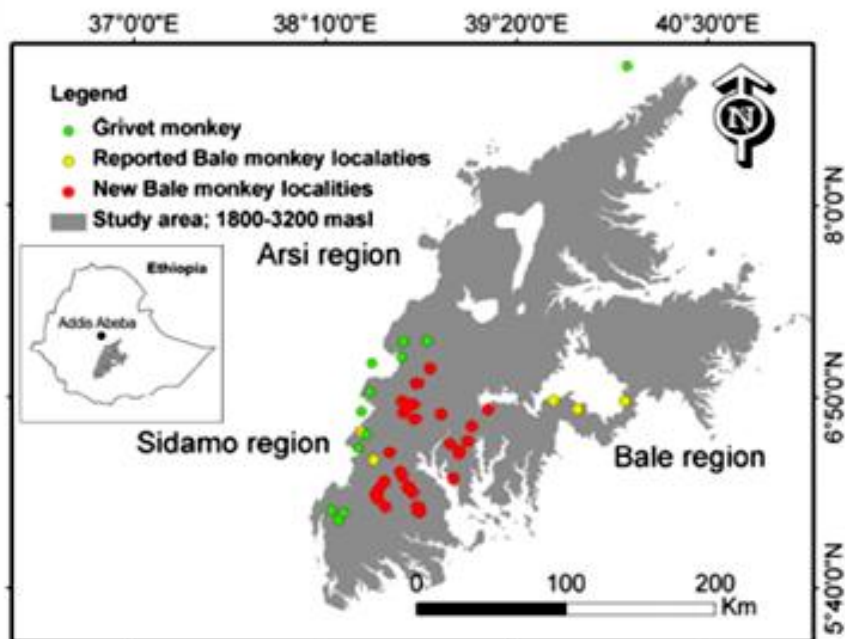 37°0'0"E 38°10'0"E 39°20'0"E 40°30'0"E
N
Legend
Grivet monkey
Reported Bale monkey localaties
New Bale monkey localities
Study area; 1800-3200 masl
8°0'0"N
Arsi region
Ethiopia
Addis Abeba
6°50'0"N
Sidamo region
Bale region
0 100 200
Km
5°40'0"N